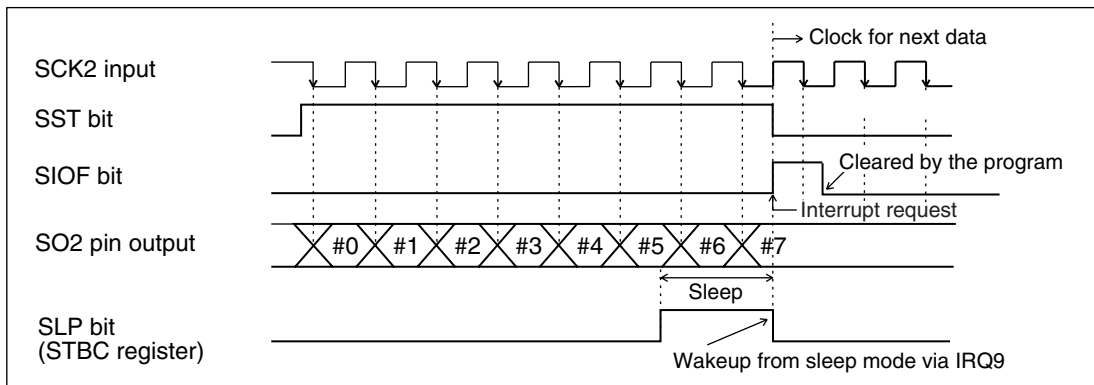 Clock for next data
SCK2 input
SST bit
SIOF bit
Cleared by the program
Interrupt request
SO2 pin output
#0 #1 #2 #3 #4 #5 #6 #7
Sleep
SLP bit
(STBC register)
Wakeup from sleep mode via IRQ9